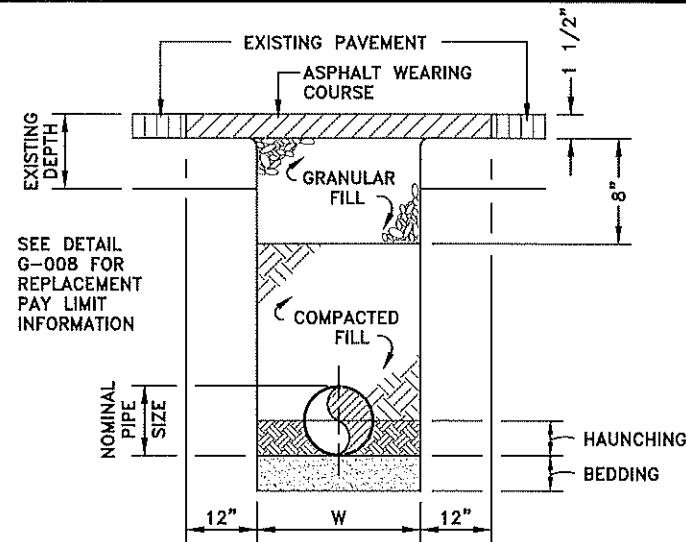 EXISTING PAVEMENT
ASPHALT WEARING
COURSE
1 1/2"
EXISTING
DEPTH
GRANULAR
FILL
8"
SEE DETAIL
G-008 FOR
REPLACEMENT
PAY LIMIT
INFORMATION
COMPACTED
FILL
NOMINAL
PIPE
SIZE
HAUNCHING
BEDDING
12"
W
12"